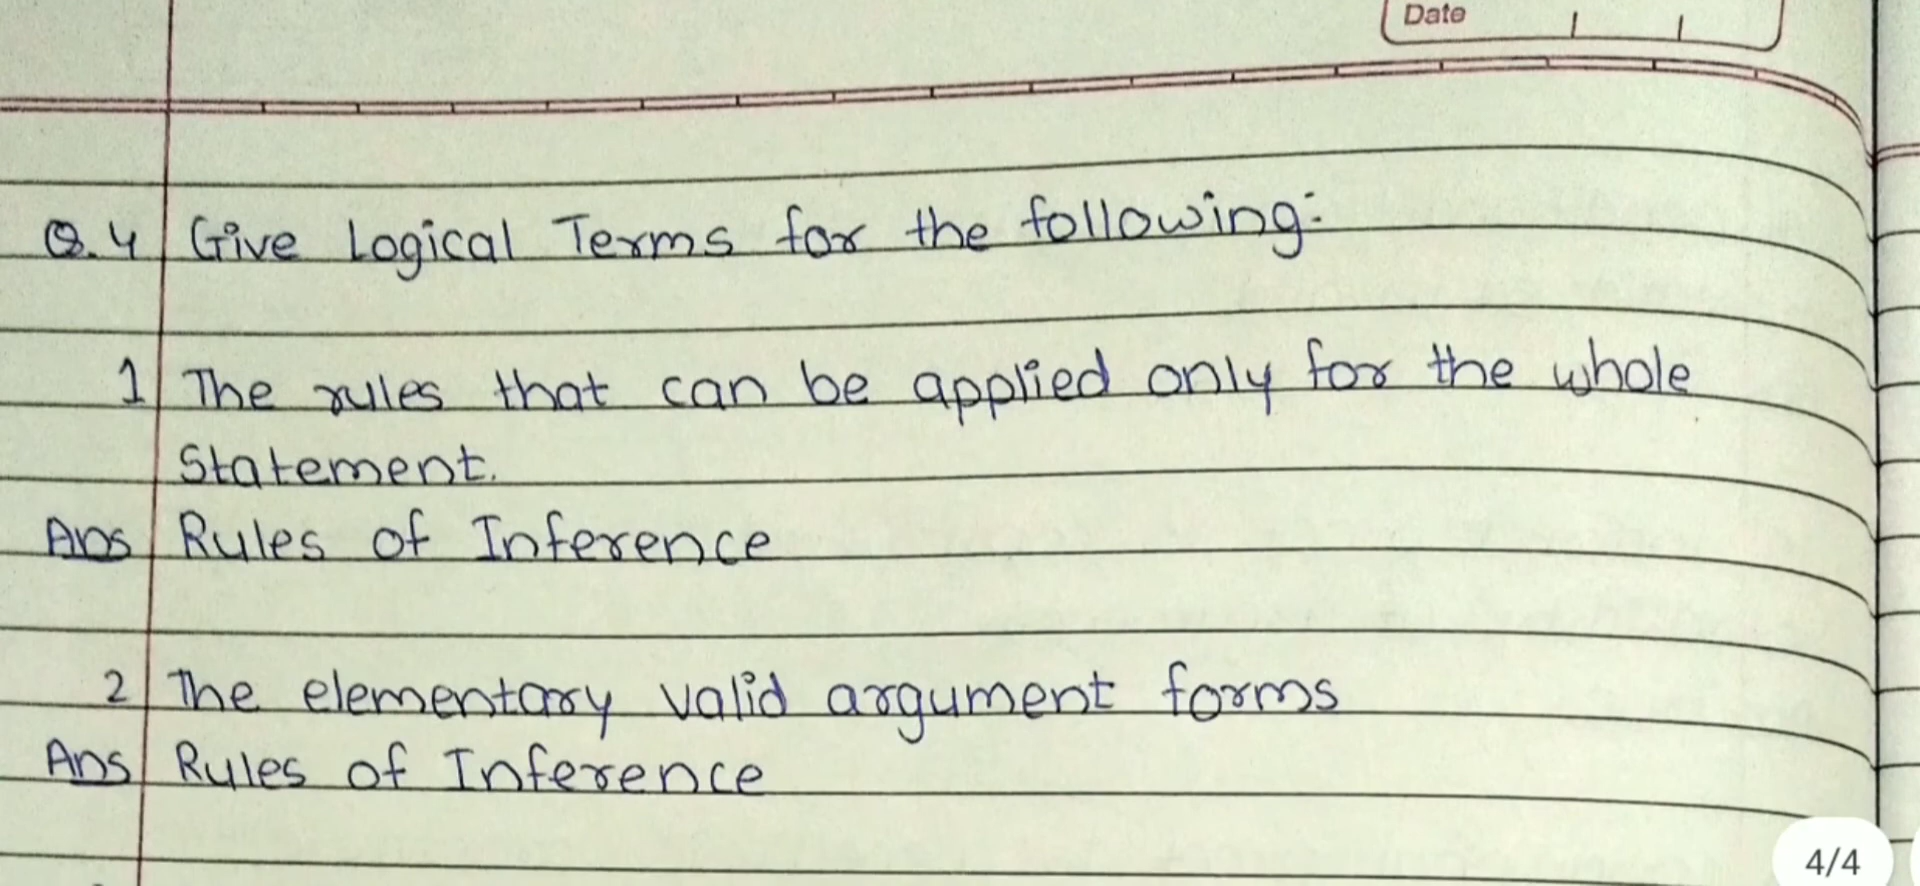 Date
Q.4 Give Logical Terms for the following:
1 The rules that can be applied only for the whole
Statement.
Ans Rules of Inference
2 The elementary valid argument forms
Ans Rules of Inference
4/4